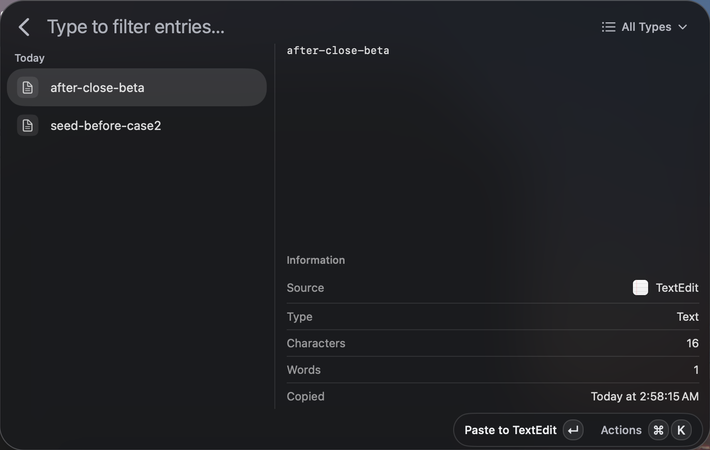 Type to filter entries...
All Types
Today
after-close-beta
seed-before-case2
after-close-beta
Information
Source TextEdit
Type Text
Characters 16
Words 1
Copied Today at 2:58:15 AM
Paste to TextEdit ↵ Actions ⌘ K